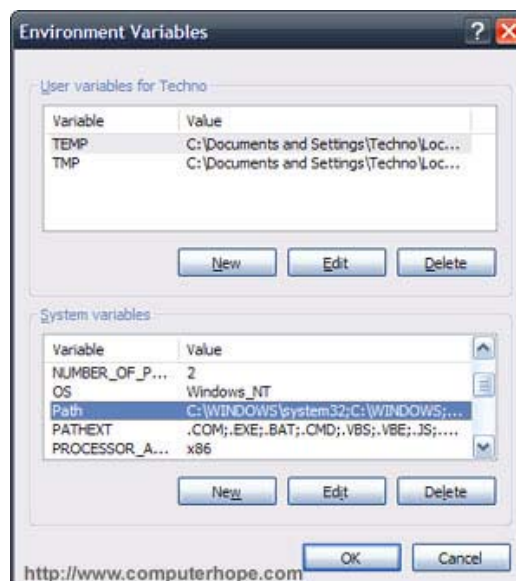 Environment Variables
User variables for Techno
Variable Value
TEMP C:\Documents and Settings\Techno\Loc...
TMP C:\Documents and Settings\Techno\Loc...
New Edit Delete
System variables
Variable Value
NUMBER_OF_P... 2
OS Windows_NT
Path C:\WINDOWS\system32;C:\WINDOWS;...
PATHEXT .COM;.EXE;.BAT;.CMD;.VBS;.VBE;.JS;....
PROCESSOR_A... x86
New Edit Delete
OK Cancel
http://www.computerhope.com